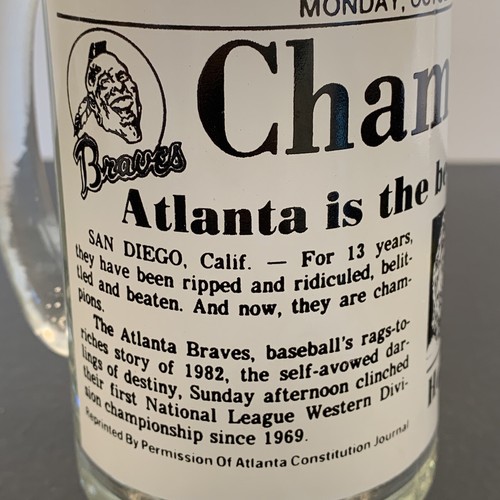 MONDAY,
Braves
Cham
Atlanta is the
SAN DIEGO, Calif. — For 13 years,
they have been ripped and ridiculed, belit-
tled and beaten. And now, they are cham-
pions.
The Atlanta Braves, baseball's rags-to-
riches story of 1982, the self-avowed dar-
lings of destiny, Sunday afternoon clinched
their first National League Western Divi-
sion championship since 1969.
Reprinted By Permission Of Atlanta Constitution Journal